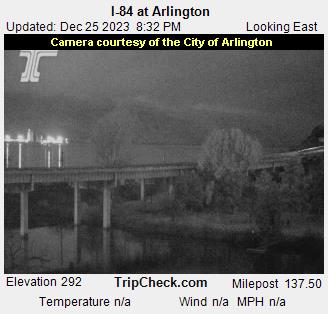 I-84 at Arlington
Updated: Dec 25 2023 8:32 PM Looking East
Camera courtesy of the City of Arlington
Elevation 292 TripCheck.com Milepost 137.50
Temperature n/a Wind n/a MPH n/a